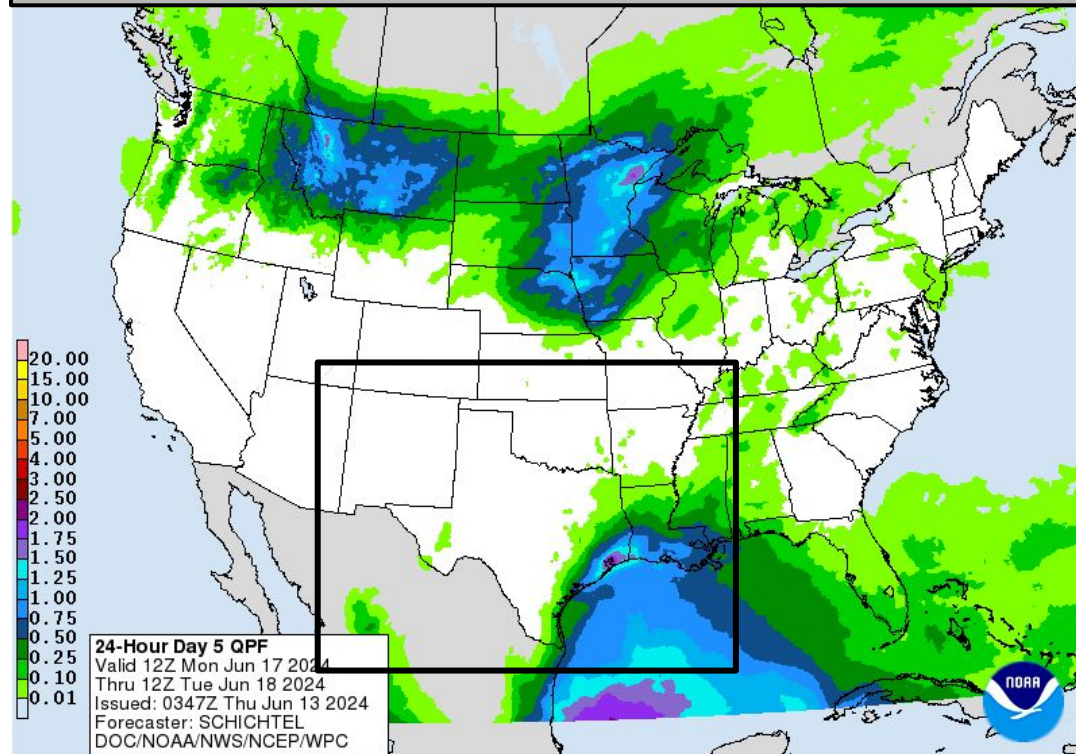 20.00
15.00
10.00
7.00
5.00
4.00
3.00
2.50
2.00
1.75
1.50
1.25
1.00
0.75
0.50
0.25
0.10
0.01
24-Hour Day 5 QPF
Valid 12Z Mon Jun 17 2024
Thru 12Z Tue Jun 18 2024
Issued: 0347Z Thu Jun 13 2024
Forecaster: SCHICHTEL
DOC/NOAA/NWS/NCEP/WPC
NOAA